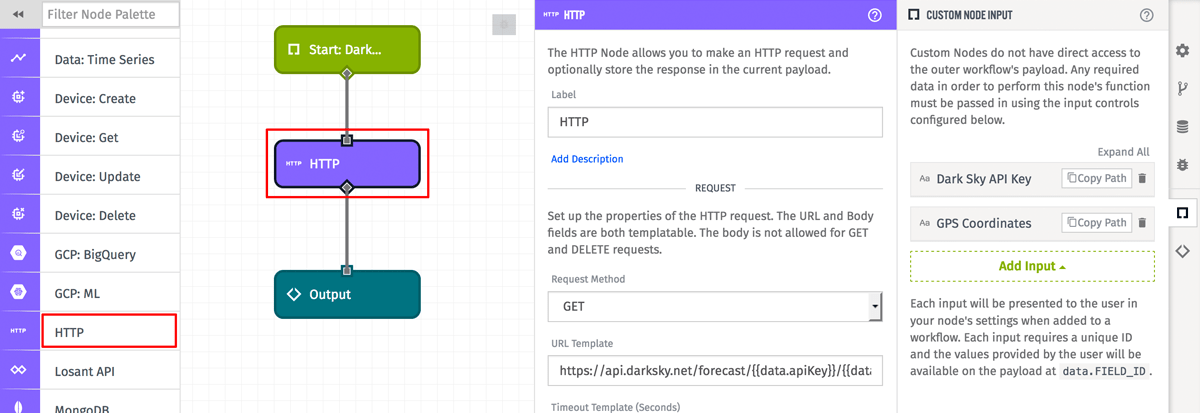 Filter Node Palette
Data: Time Series
Device: Create
Device: Get
Device: Update
Device: Delete
GCP: BigQuery
GCP: ML
HTTP HTTP
Losant API
MongoDB
Start: Dark...
HTTP HTTP
Output
HTTP HTTP
The HTTP Node allows you to make an HTTP request and
optionally store the response in the current payload.
Label
HTTP
Add Description
REQUEST
Set up the properties of the HTTP request. The URL and Body
fields are both templatable. The body is not allowed for GET
and DELETE requests.
Request Method
GET
URL Template
https://api.darksky.net/forecast/{{data.apiKey}}/{{data
Timeout Template (Seconds)
CUSTOM NODE INPUT
Custom Nodes do not have direct access to
the outer workflow's payload. Any required
data in order to perform this node's function
must be passed in using the input controls
configured below.
Expand All
Aa Dark Sky API Key Copy Path
Aa GPS Coordinates Copy Path
Add Input
Each input will be presented to the user in
your node's settings when added to a
workflow. Each input requires a unique ID
and the values provided by the user will be
available on the payload at data.FIELD_ID.